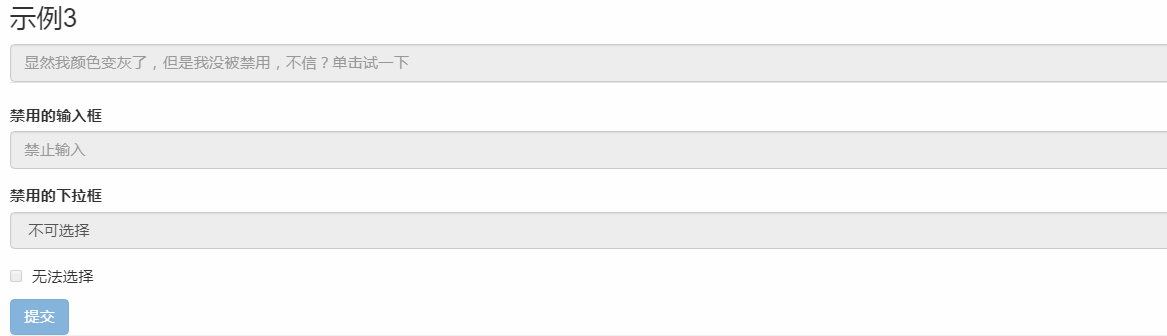 示例3
显然我颜色变灰了，但是我没被禁用，不信？单击试一下
禁用的输入框
禁止输入
禁用的下拉框
不可选择
无法选择
提交